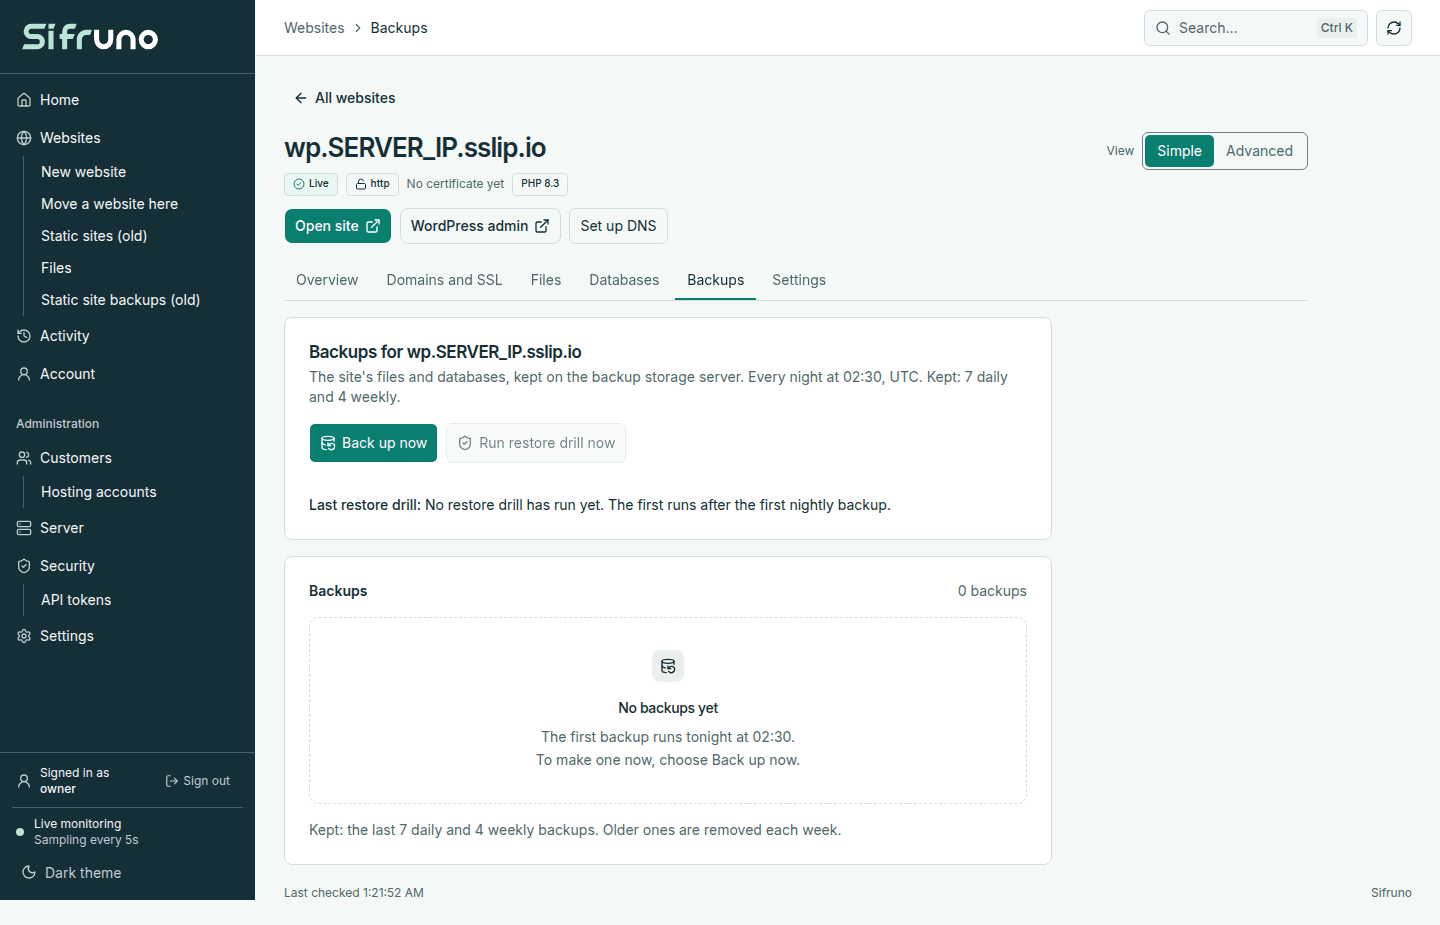 Sifruno
Websites > Backups
Search...
Ctrl K
Home
Websites
New website
Move a website here
Static sites (old)
Files
Static site backups (old)
Activity
Account
Administration
Customers
Hosting accounts
Server
Security
API tokens
Settings
Signed in as
owner
Sign out
Live monitoring
Sampling every 5s
Dark theme
All websites
wp.SERVER_IP.sslip.io
View
Simple
Advanced
Live
http
No certificate yet
PHP 8.3
Open site
WordPress admin
Set up DNS
Overview
Domains and SSL
Files
Databases
Backups
Settings
Backups for wp.SERVER_IP.sslip.io
The site's files and databases, kept on the backup storage server. Every night at 02:30, UTC. Kept: 7 daily
and 4 weekly.
Back up now
Run restore drill now
Last restore drill: No restore drill has run yet. The first runs after the first nightly backup.
Backups
0 backups
No backups yet
The first backup runs tonight at 02:30.
To make one now, choose Back up now.
Kept: the last 7 daily and 4 weekly backups. Older ones are removed each week.
Last checked 1:21:52 AM
Sifruno